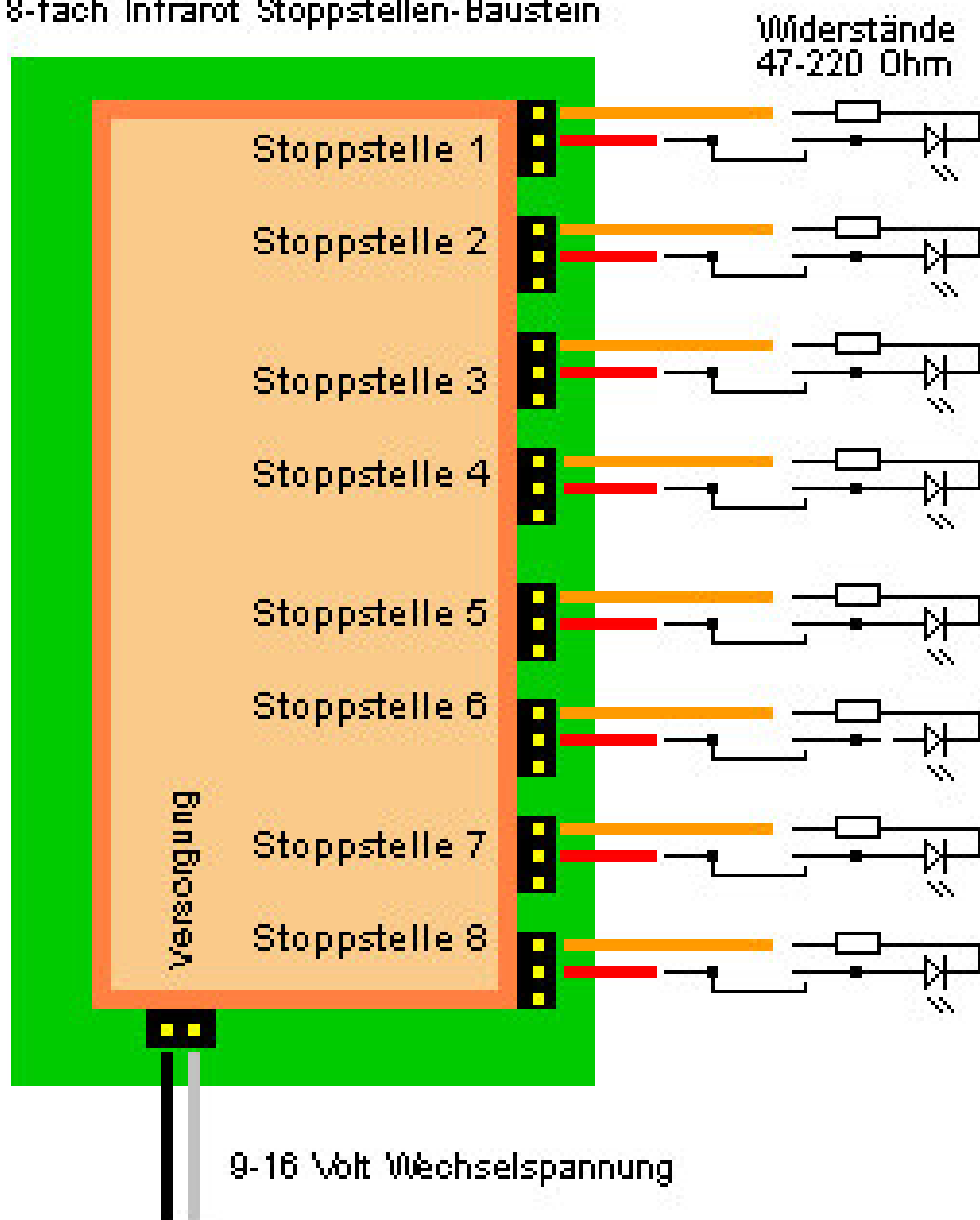 8-fach Infrarot Stoppstellen-Baustein
Widerstände
47-220 Ohm
Stoppstelle 1
Stoppstelle 2
Stoppstelle 3
Stoppstelle 4
Stoppstelle 5
Stoppstelle 6
Stoppstelle 7
Stoppstelle 8
Versorgung
9-16 Volt Wechselspannung